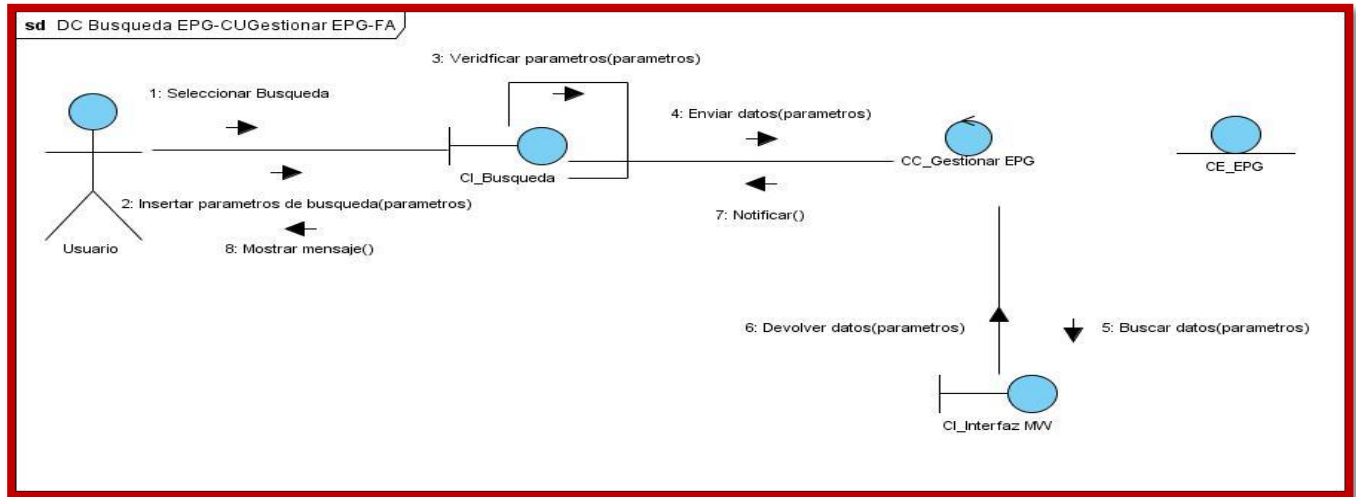 sd DC Busqueda EPG-CUGestionar EPG-FA
3: Veridficar parametros(parametros)
1: Seleccionar Busqueda
4: Enviar datos(parametros)
CC_Gestionar EPG
CE_EPG
CI_Busqueda
2: Insertar parametros de busqueda(parametros)
7: Notificar()
Usuario
8: Mostrar mensaje()
6: Devolver datos(parametros)
5: Buscar datos(parametros)
CI_Interfaz MW